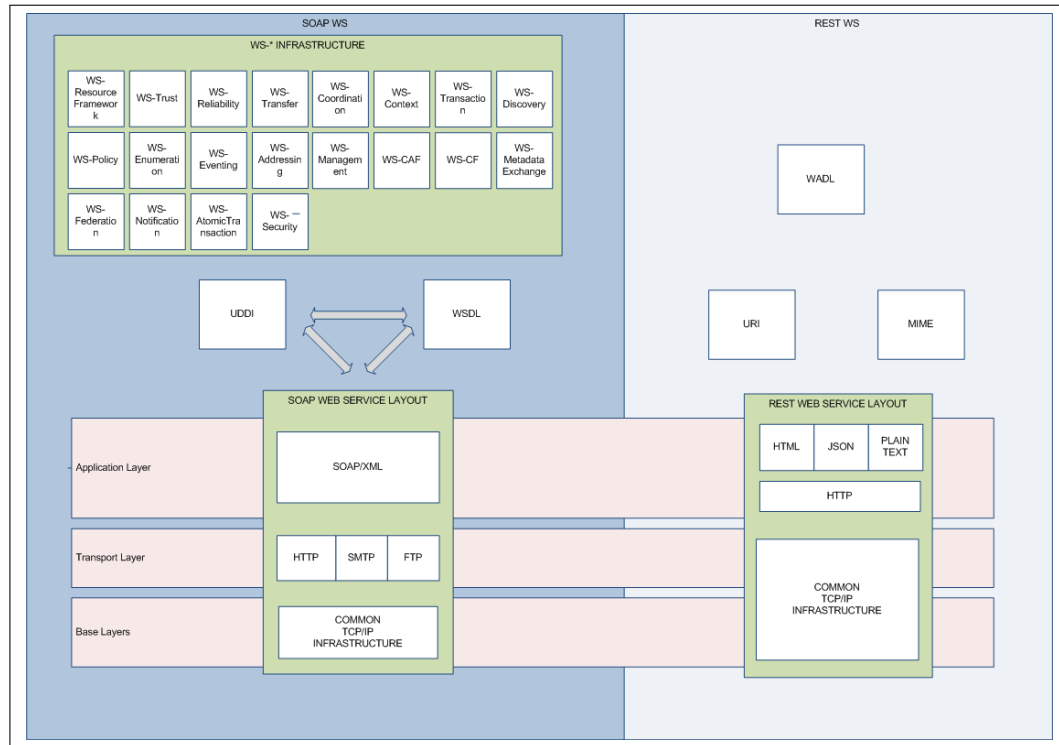 SOAP WS
REST WS
WS-* INFRASTRUCTURE
WS-
Resource
Framewor
k
WS-Trust
WS-
Reliability
WS-
Transfer
WS-
Coordinati
on
WS-
Context
WS-
Transactio
n
WS-
Discovery
WS-Policy
WS-
Enumerati
on
WS-
Eventing
WS-
Addressin
g
WS-
Managem
ent
WS-CAF
WS-CF
WS-
Metadata
Exchange
WS-
Federatio
n
WS-
Notificatio
n
WS-
AtomicTra
nsaction
WS-
Security
WADL
UDDI
WSDL
URI
MIME
SOAP WEB SERVICE LAYOUT
REST WEB SERVICE LAYOUT
Application Layer
SOAP/XML
HTML
JSON
PLAIN
TEXT
HTTP
Transport Layer
HTTP
SMTP
FTP
COMMON
TCP/IP
INFRASTRUCTURE
Base Layers
COMMON
TCP/IP
INFRASTRUCTURE